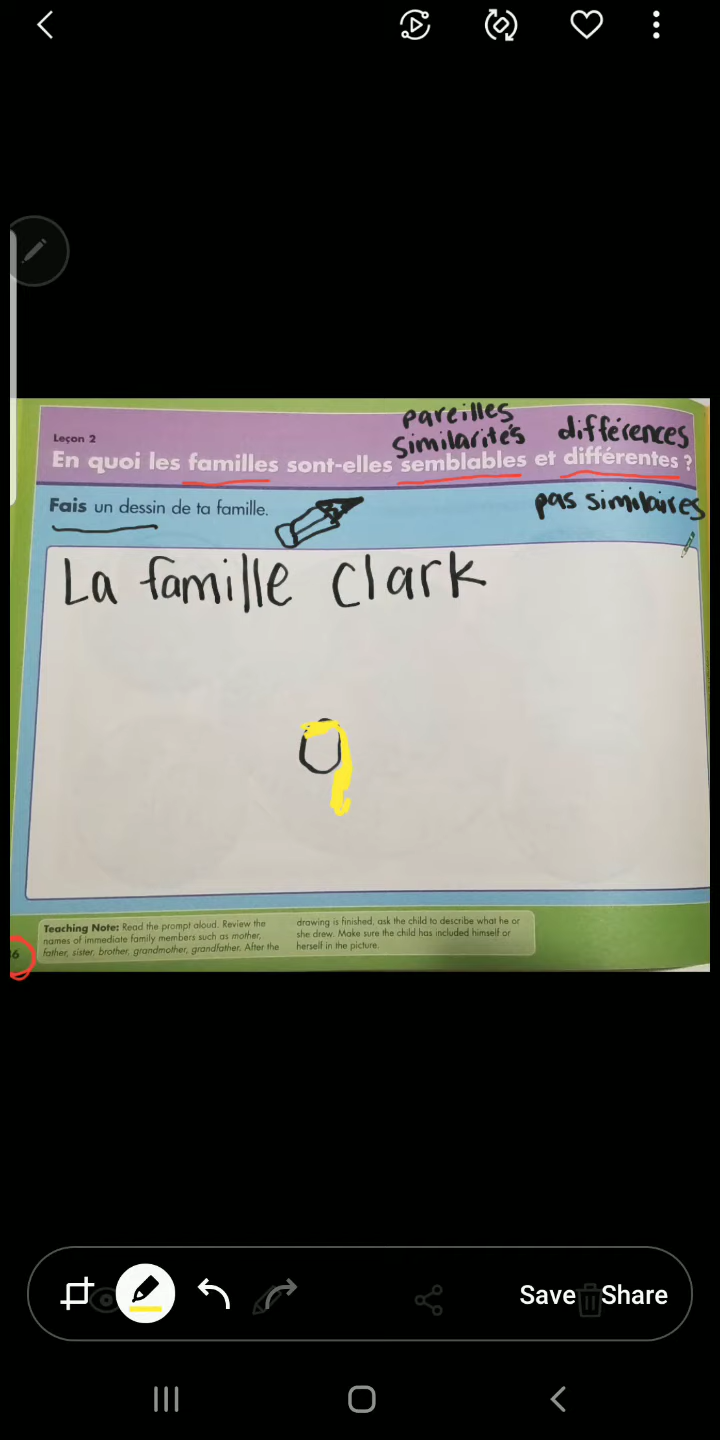 pareilles
similarités différences
Leçon 2
En quoi les familles sont-elles semblables et différentes ?
Fais un dessin de ta famille.
pas similaires
La famille Clark
Teaching Note: Read the prompt aloud. Review the
names of immediate family members such as mother,
father, sister, brother, grandmother, grandfather. After the
drawing is finished, ask the child to describe what he or
she drew. Make sure the child has included himself or
herself in the picture.
6
Save Share